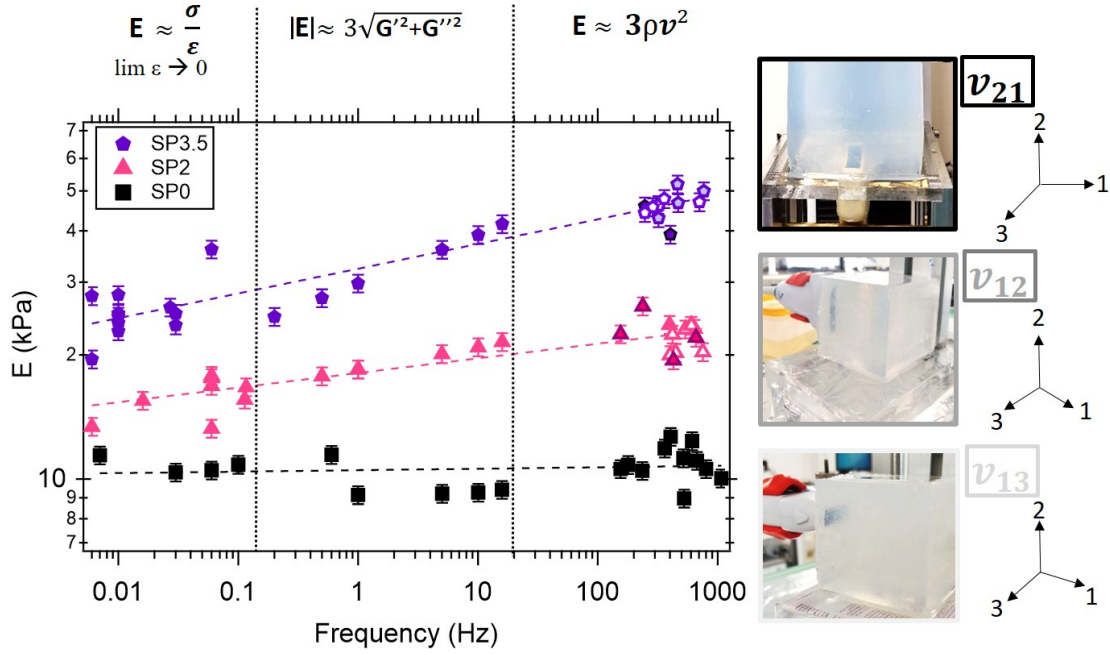 E ≈ σ/ε
lim ε → 0
|E| ≈ 3√G′²+G″²
E ≈ 3ρv²
SP3.5
SP2
SP0
7
6
5
4
3
2
10
9
8
7
E (kPa)
0.01
0.1
1
10
100
1000
Frequency (Hz)
v₂₁
2
1
3
v₁₂
2
3
1
v₁₃
2
3
1